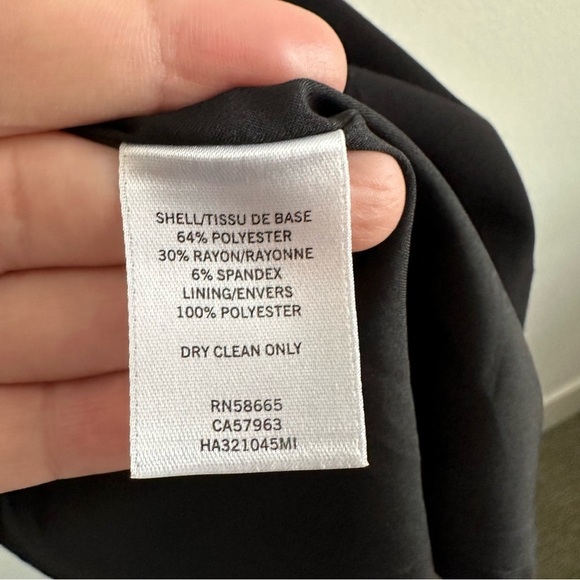 SHELL/TISSU DE BASE
64% POLYESTER
30% RAYON/RAYONNE
6% SPANDEX
LINING/ENVERS
100% POLYESTER
DRY CLEAN ONLY
RN58665
CA57963
HA321045MI